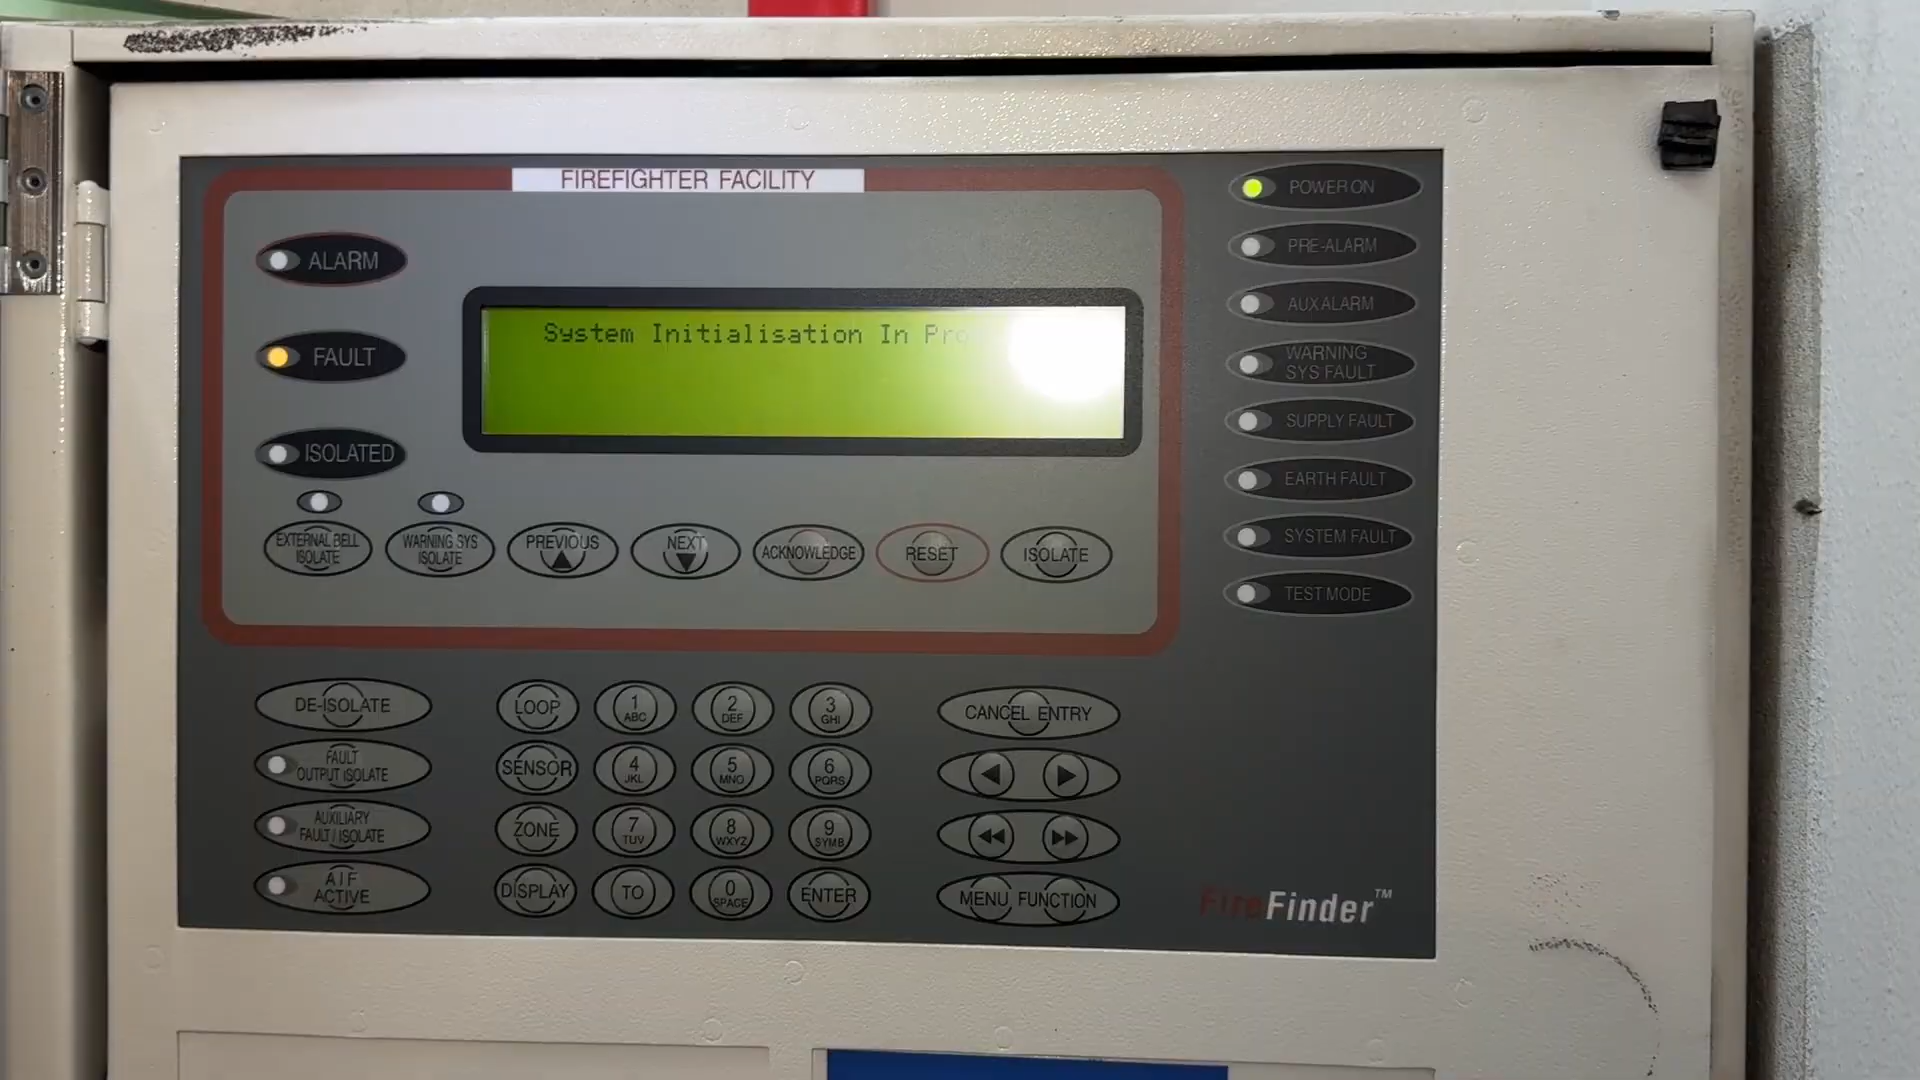 FIREFIGHTER FACILITY
ALARM
FAULT
ISOLATED
System Initialisation In
EXTERNAL BELL
ISOLATE
WARNING SYS
ISOLATE
PREVIOUS
NEXT
ACKNOWLEDGE
RESET
ISOLATE
POWER ON
PRE-ALARM
AUX ALARM
WARNING
SYS FAULT
SUPPLY FAULT
EARTH FAULT
SYSTEM FAULT
TEST MODE
DE-ISOLATE
FAULT
OUTPUT ISOLATE
AUXILIARY
FAULT / ISOLATE
A I F
ACTIVE
LOOP
1
ABC
2
DEF
3
GHI
SENSOR
4
JKL
5
MNO
6
PQRS
ZONE
7
TUV
8
WXYZ
9
SYMB
DISPLAY
TO
0
SPACE
ENTER
CANCEL ENTRY
MENU FUNCTION
FireFinder™